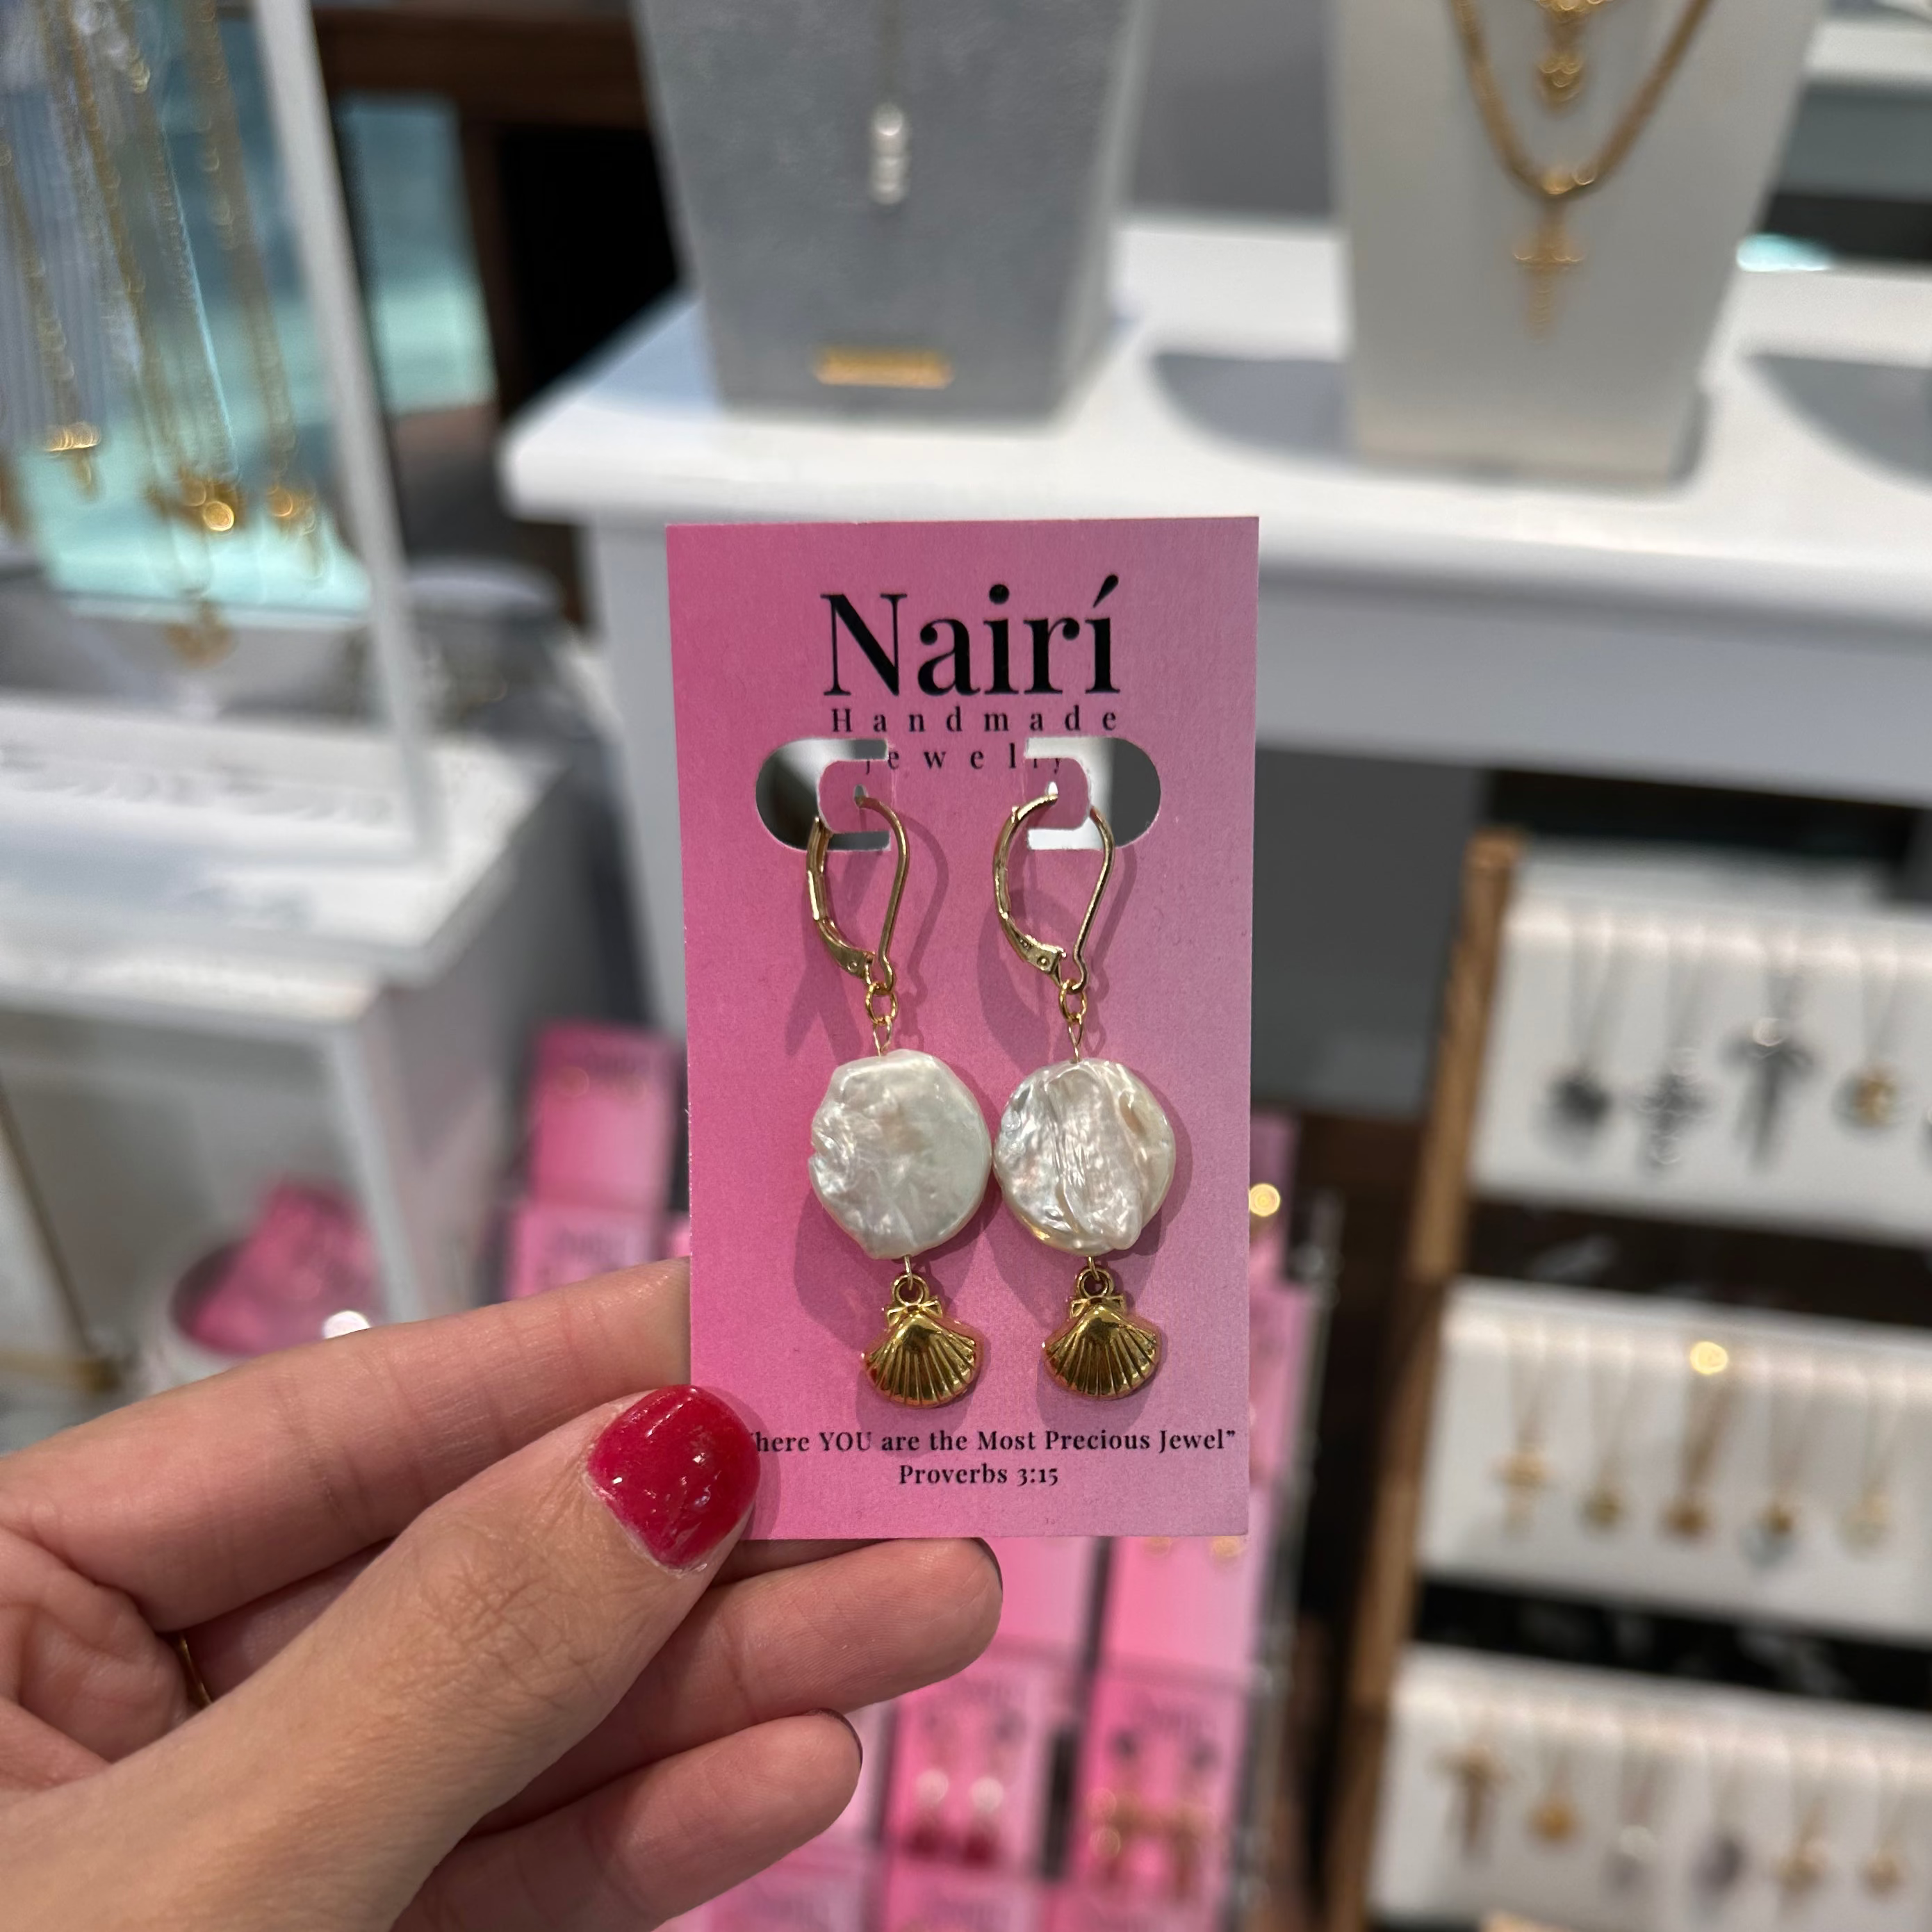 Nairí
Handmade
Jewelry
here YOU are the Most Precious Jewel"
Proverbs 3:15